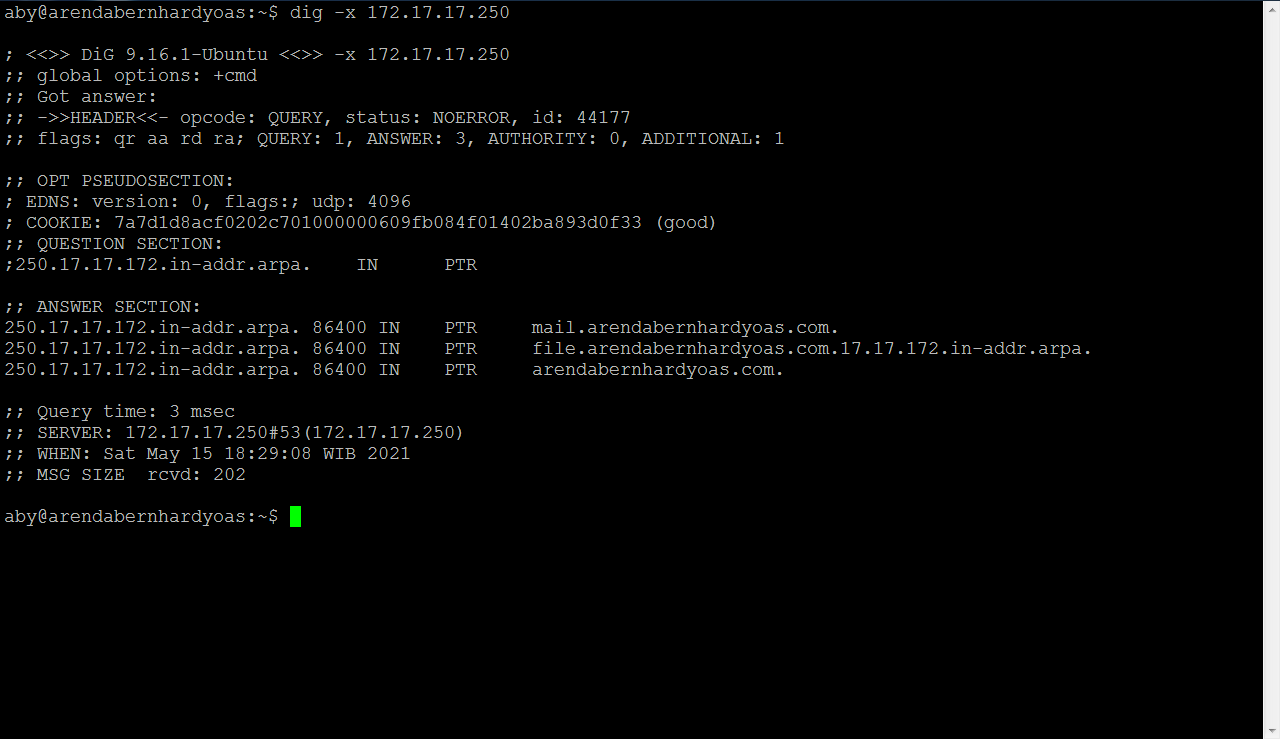 aby@arendabernhardyoas:~$ dig -x 172.17.17.250
; <<>> DiG 9.16.1-Ubuntu <<>> -x 172.17.17.250
;; global options: +cmd
;; Got answer:
;; ->>HEADER<<- opcode: QUERY, status: NOERROR, id: 44177
;; flags: qr aa rd ra; QUERY: 1, ANSWER: 3, AUTHORITY: 0, ADDITIONAL: 1
;; OPT PSEUDOSECTION:
; EDNS: version: 0, flags:; udp: 4096
; COOKIE: 7a7d1d8acf0202c701000000609fb084f01402ba893d0f33 (good)
;; QUESTION SECTION:
;250.17.17.172.in-addr.arpa.    IN      PTR
;; ANSWER SECTION:
250.17.17.172.in-addr.arpa. 86400 IN    PTR     mail.arendabernhardyoas.com.
250.17.17.172.in-addr.arpa. 86400 IN    PTR     file.arendabernhardyoas.com.17.17.172.in-addr.arpa.
250.17.17.172.in-addr.arpa. 86400 IN    PTR     arendabernhardyoas.com.
;; Query time: 3 msec
;; SERVER: 172.17.17.250#53(172.17.17.250)
;; WHEN: Sat May 15 18:29:08 WIB 2021
;; MSG SIZE  rcvd: 202
aby@arendabernhardyoas:~$